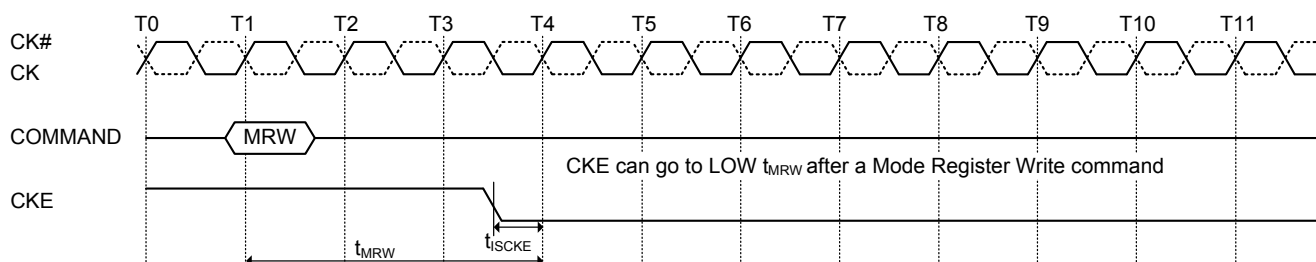 T0 T1 T2 T3 T4 T5 T6 T7 T8 T9 T10 T11
CK#
CK
COMMAND MRW
CKE can go to LOW tMRW after a Mode Register Write command
CKE
tISCKE
tMRW